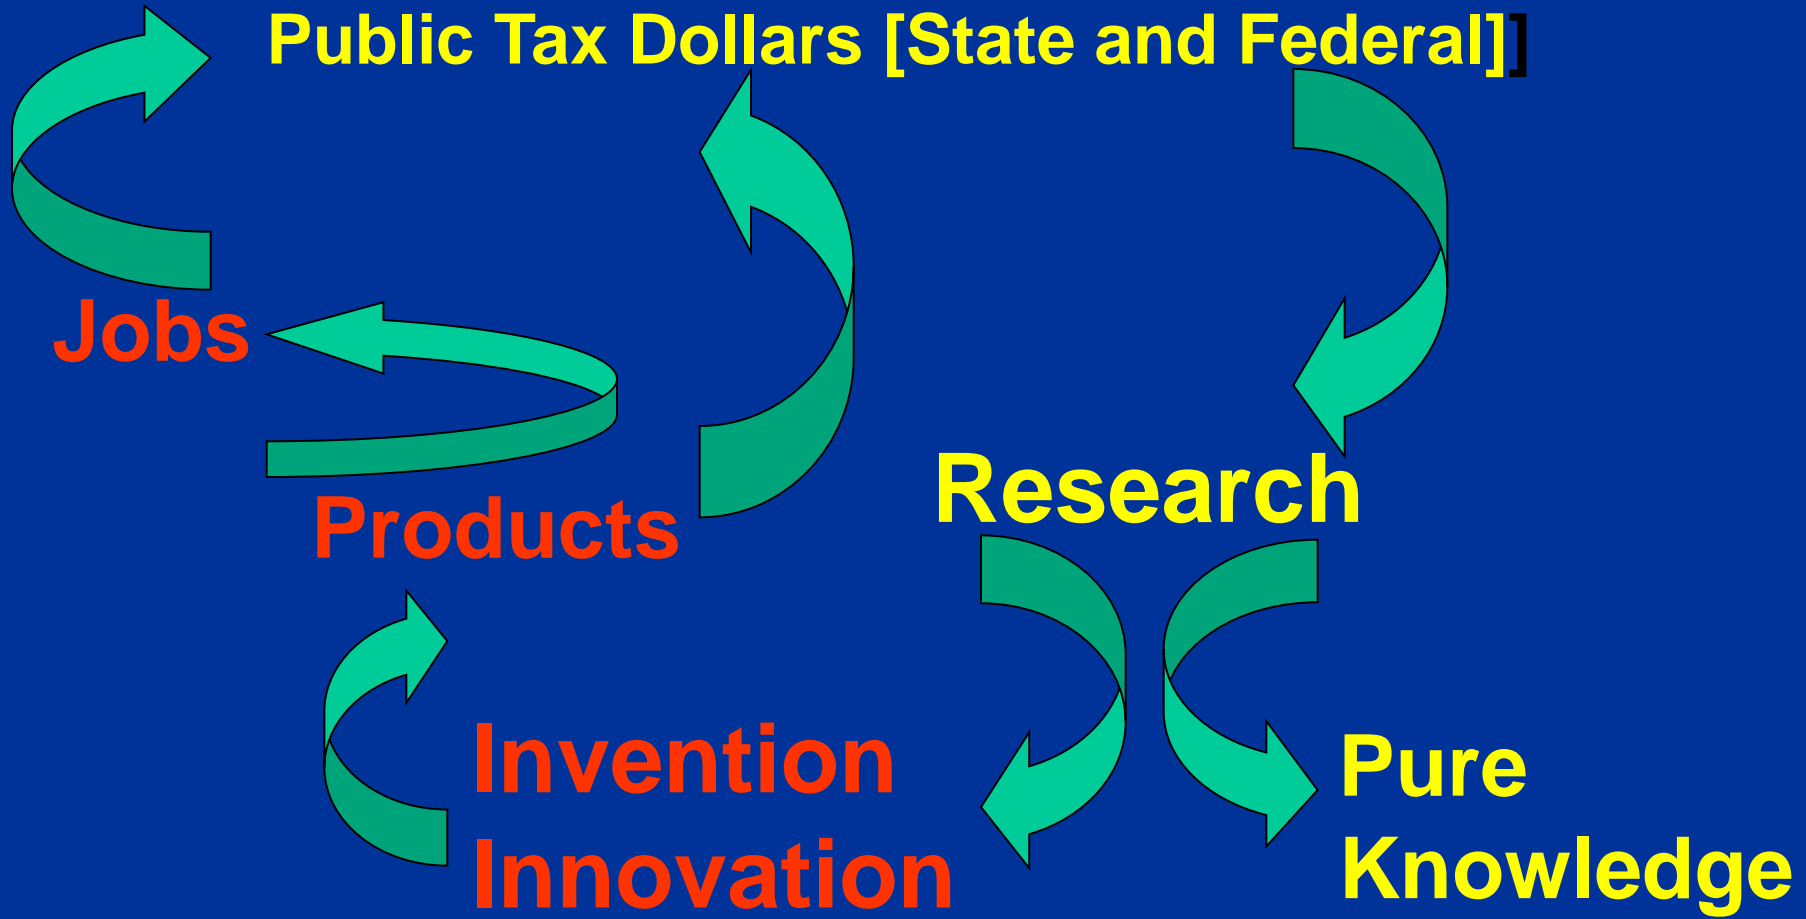 Public Tax Dollars [State and Federal]]
Jobs
Products
Research
Invention
Innovation
Pure
Knowledge